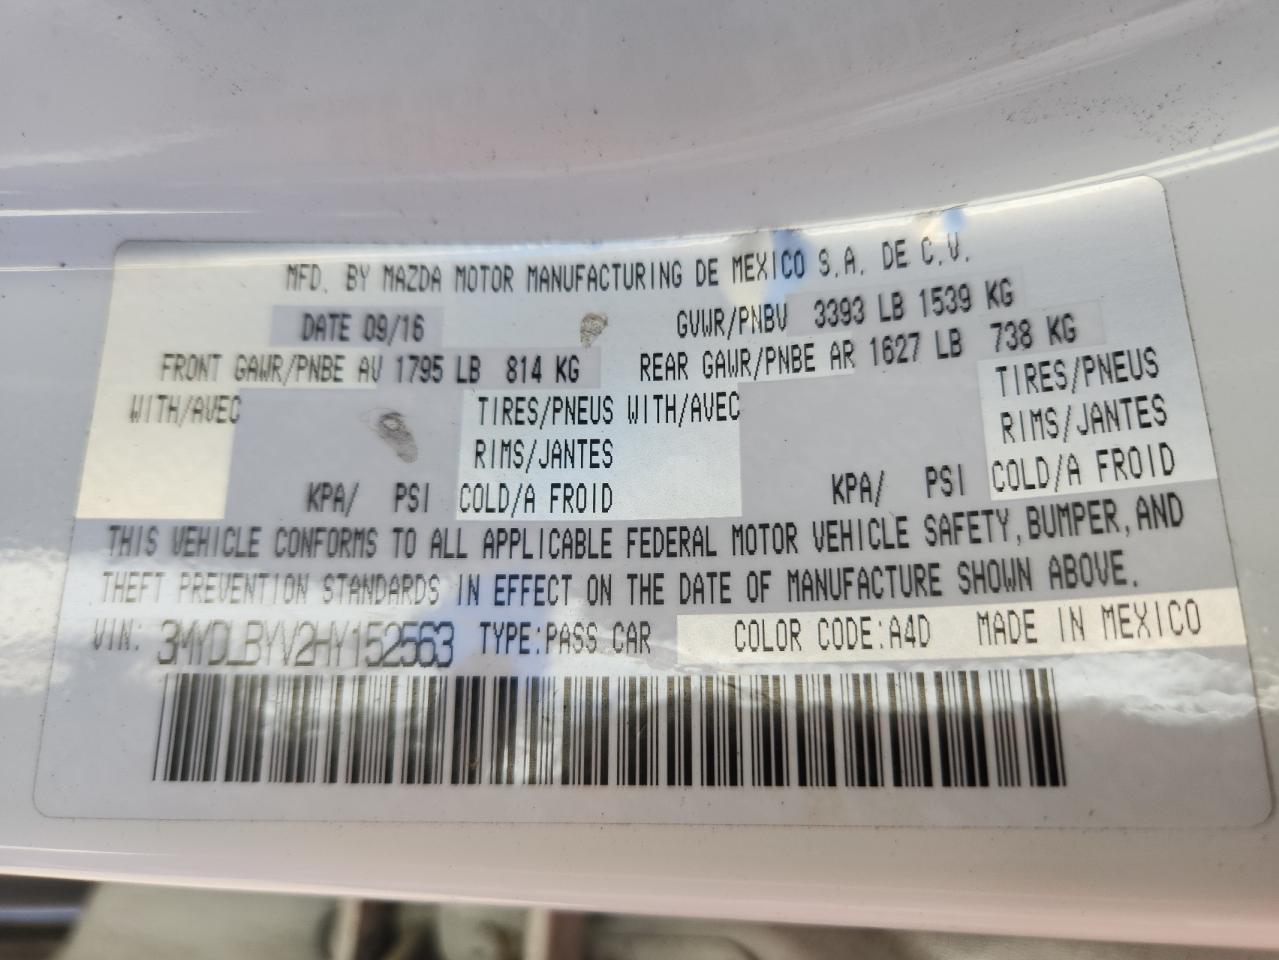 MFD. BY MAZDA MOTOR MANUFACTURING DE MEXICO S.A. DE C.V.
DATE 09/16 GVWR/PNBV 3393 LB 1539 KG
FRONT GAWR/PNBE AV 1795 LB 814 KG REAR GAWR/PNBE AR 1627 LB 738 KG
WITH/AVEC TIRES/PNEUS WITH/AVEC TIRES/PNEUS
RIMS/JANTES RIMS/JANTES
KPA/ PSI COLD/A FROID KPA/ PSI COLD/A FROID
THIS VEHICLE CONFORMS TO ALL APPLICABLE FEDERAL MOTOR VEHICLE SAFETY, BUMPER, AND
THEFT PREVENTION STANDARDS IN EFFECT ON THE DATE OF MANUFACTURE SHOWN ABOVE.
VIN: 3MYDLBYV2HY152563 TYPE:PASS CAR COLOR CODE:A4D MADE IN MEXICO